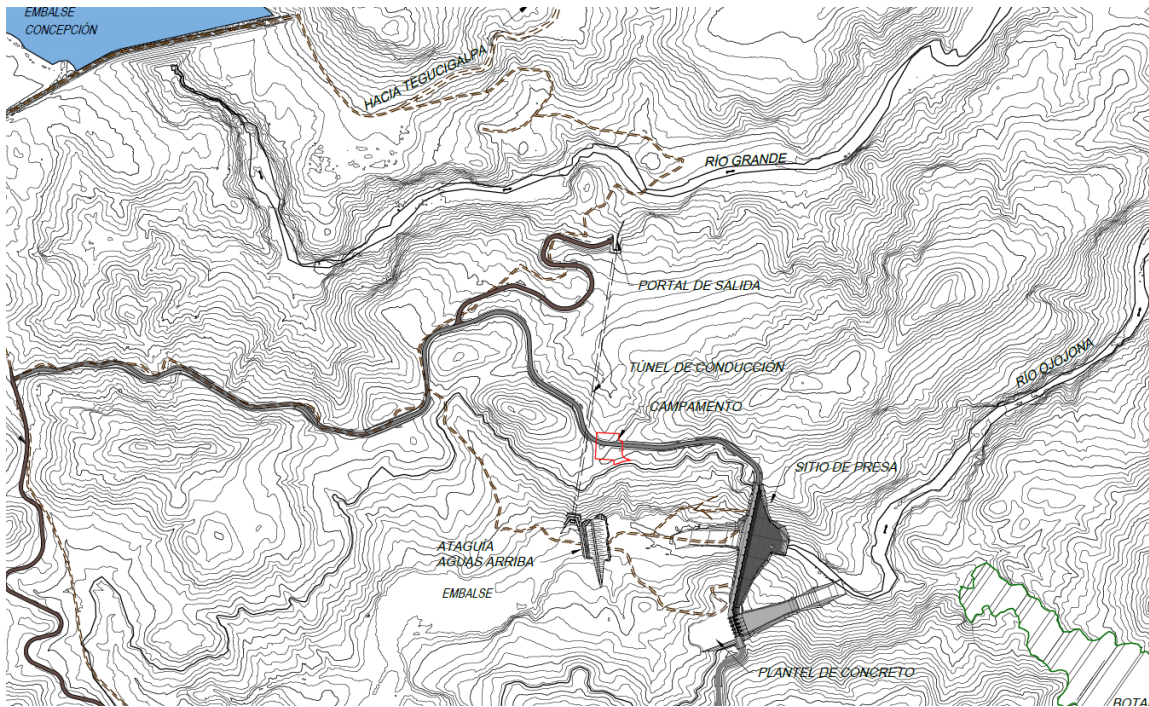 EMBALSE
CONCEPCIÓN
HACIA TEGUCIGALPA
RÍO GRANDE
PORTAL DE SALIDA
TÚNEL DE CONDUCCIÓN
RÍO OJOJONA
CAMPAMENTO
SITIO DE PRESA
ATAGUÍA
AGUAS ARRIBA
EMBALSE
PLANTEL DE CONCRETO